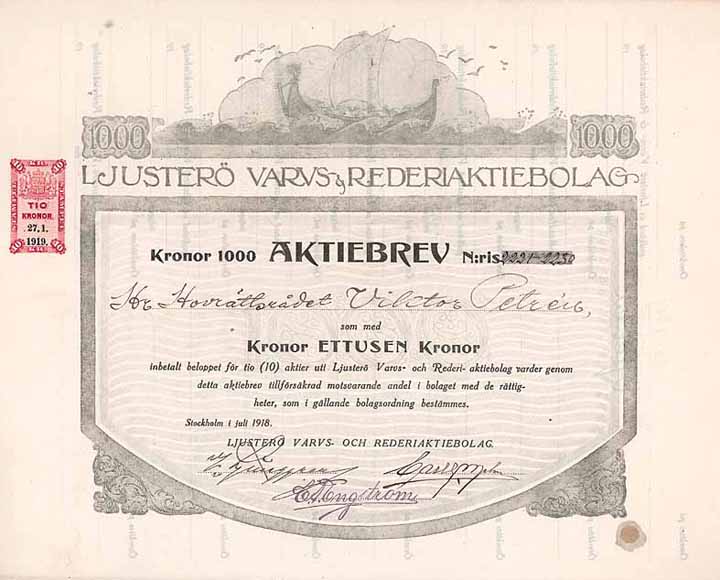 1000 1000
LJUSTERÖ VARVS- & REDERIAKTIEBOLAG
TIO
KRONOR
27.1.
1919.
Kronor 1000 AKTIEBREV N:ris 2221-2230
Hr Hovrättsrådet Viktor Petrén,
som med
Kronor ETTUSEN Kronor
inbetalt beloppet för tio (10) aktier uti Ljusterö Varvs- och Rederi- aktiebolag varder genom
detta aktiebrev tillförsäkrad motsvarande andel i bolaget med de rättig-
heter, som i gällande bolagsordning bestämmes.
Stockholm i juli 1918.
LJUSTERÖ VARVS- OCH REDERIAKTIEBOLAG.
Engström